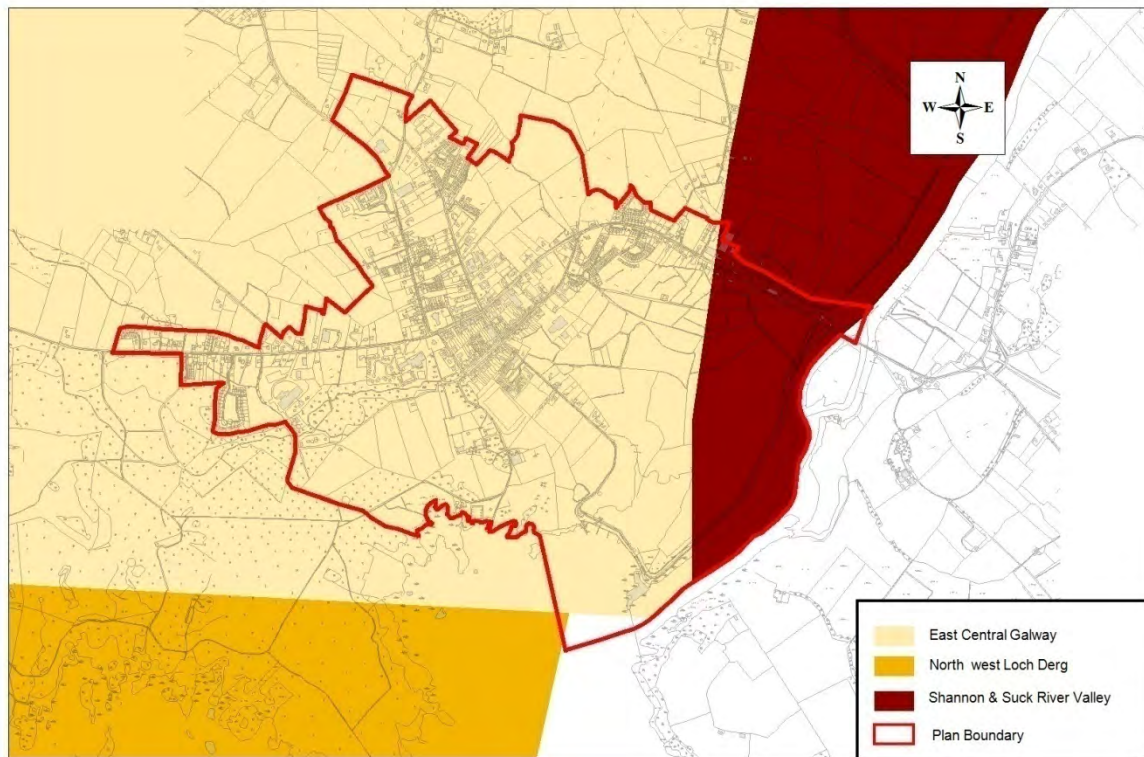 N
W E
S
East Central Galway
North west Loch Derg
Shannon & Suck River Valley
Plan Boundary